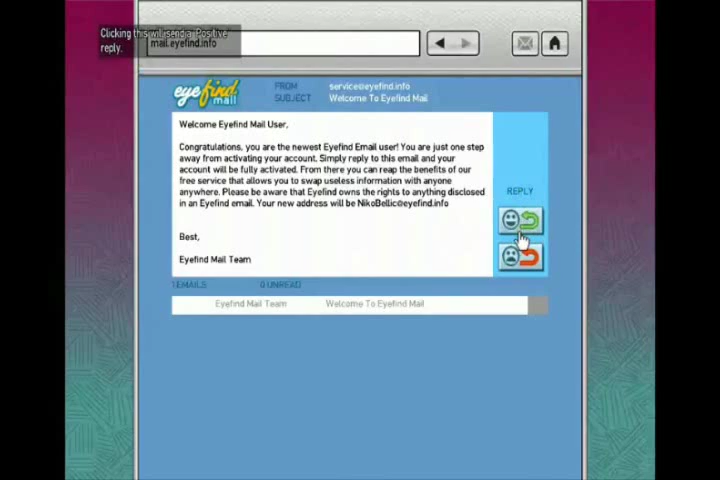 Clicking this will send a 'Positive'
reply.
mail.eyefind.info
eyefind
mail
FROM service@eyefind.info
SUBJECT Welcome To Eyefind Mail
Welcome Eyefind Mail User,
Congratulations, you are the newest Eyefind Email user! You are just one step
away from activating your account. Simply reply to this email and your
account will be fully activated. From there you can reap the benefits of our
free service that allows you to swap useless information with anyone
anywhere. Please be aware that Eyefind owns the rights to anything disclosed
in an Eyefind email. Your new address will be NikoBellic@eyefind.info
REPLY
Best,
Eyefind Mail Team
1 EMAILS 0 UNREAD
Eyefind Mail Team Welcome To Eyefind Mail